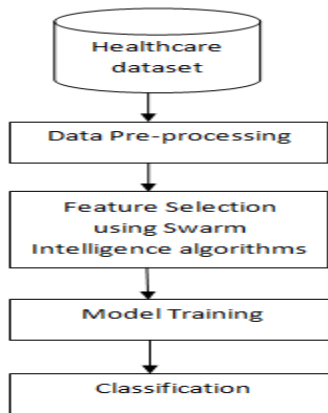 Healthcare
dataset
Data Pre-processing
Feature Selection
using Swarm
Intelligence algorithms
Model Training
Classification